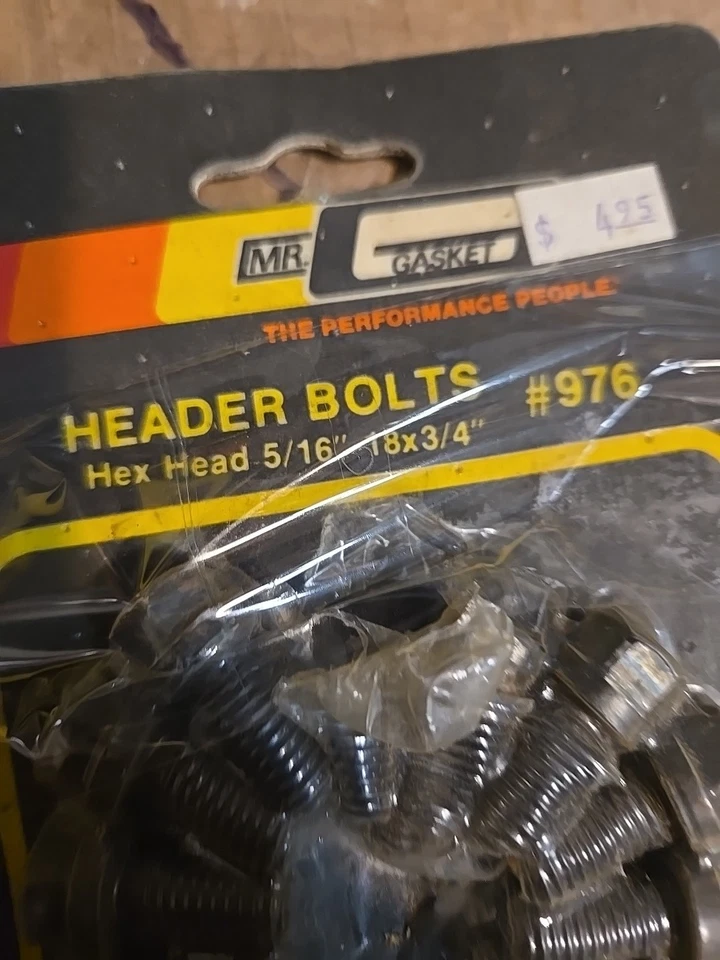 MR. GASKET
$ 4.95
THE PERFORMANCE PEOPLE
HEADER BOLTS #976
Hex Head 5/16" 18x3/4"